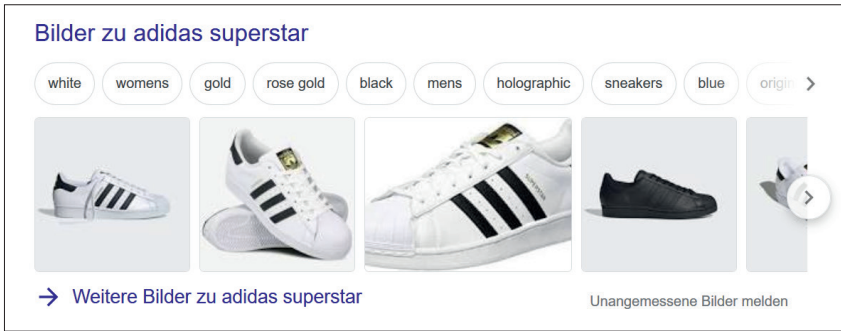 Bilder zu adidas superstar
white womens gold rose gold black mens holographic sneakers blue
SUPERSTAR
Weitere Bilder zu adidas superstar
Unangemessene Bilder melden